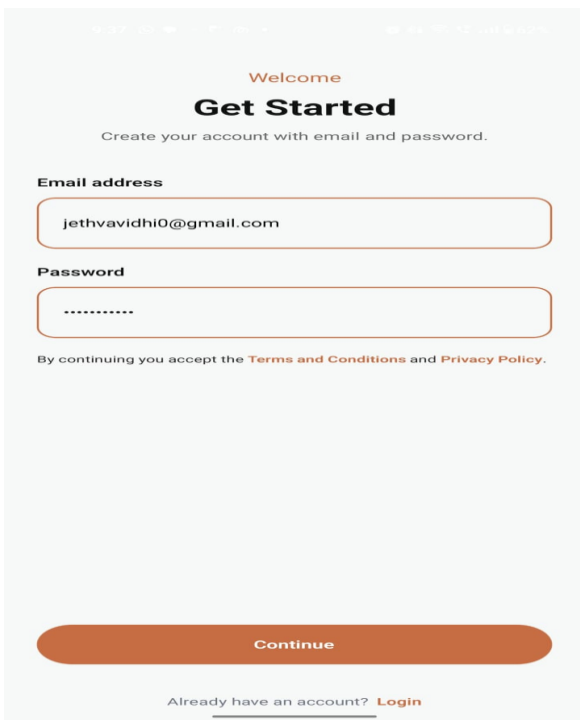 Welcome
Get Started
Create your account with email and password.
Email address
jethvavidhi0@gmail.com
Password
•••••••••••
By continuing you accept the Terms and Conditions and Privacy Policy.
Continue
Already have an account? Login